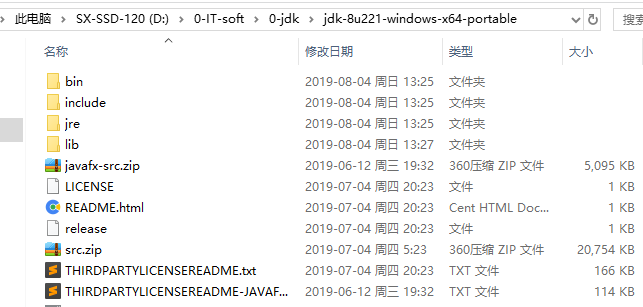 此电脑 > SX-SSD-120 (D:) > 0-IT-soft > 0-jdk > jdk-8u221-windows-x64-portable 搜索
名称 修改日期 类型 大小
bin 2019-08-04 周日 13:25 文件夹
include 2019-08-04 周日 13:25 文件夹
jre 2019-08-04 周日 13:25 文件夹
lib 2019-08-04 周日 13:27 文件夹
javafx-src.zip 2019-06-12 周三 19:32 360压缩 ZIP 文件 5,095 KB
LICENSE 2019-07-04 周四 20:23 文件 1 KB
README.html 2019-07-04 周四 20:23 Cent HTML Doc... 1 KB
release 2019-07-04 周四 20:23 文件 1 KB
src.zip 2019-07-04 周四 5:23 360压缩 ZIP 文件 20,754 KB
THIRDPARTYLICENSEREADME.txt 2019-07-04 周四 20:23 TXT 文件 166 KB
THIRDPARTYLICENSEREADME-JAVAF... 2019-06-12 周三 19:32 TXT 文件 114 KB